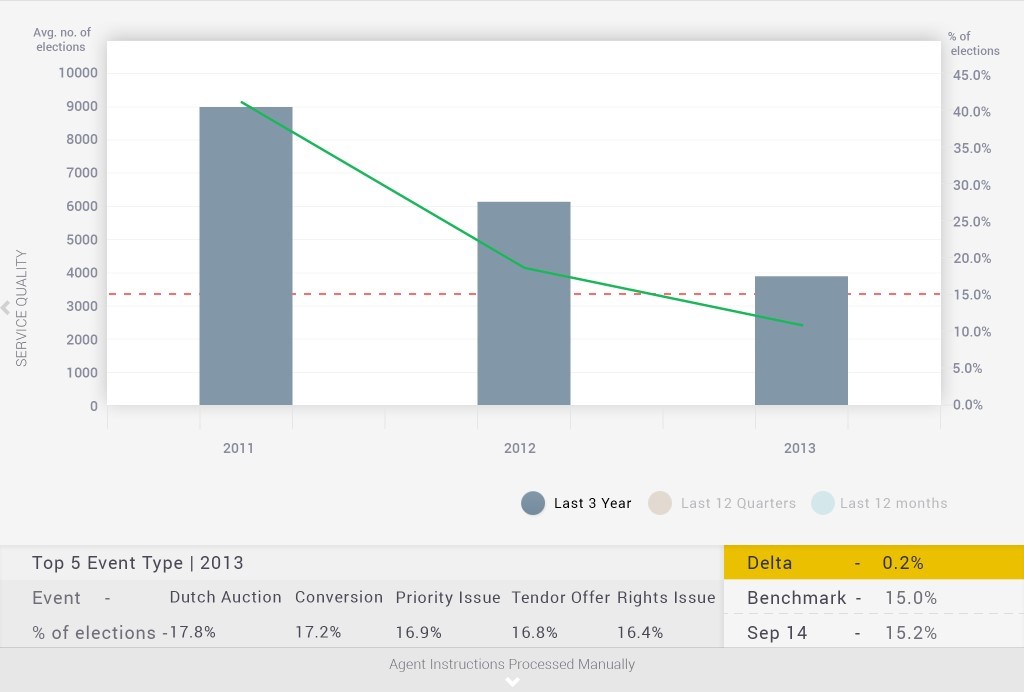 Avg. no. of
elections
% of
elections
10000
9000
8000
7000
6000
5000
4000
3000
2000
1000
0
45.0%
40.0%
35.0%
30.0%
25.0%
20.0%
15.0%
10.0%
5.0%
0.0%
SERVICE QUALITY
2011 2012 2013
Last 3 Year Last 12 Quarters Last 12 months
Top 5 Event Type | 2013
Event - Dutch Auction Conversion Priority Issue Tendor Offer Rights Issue
% of elections -17.8% 17.2% 16.9% 16.8% 16.4%
Delta - 0.2%
Benchmark - 15.0%
Sep 14 - 15.2%
Agent Instructions Processed Manually